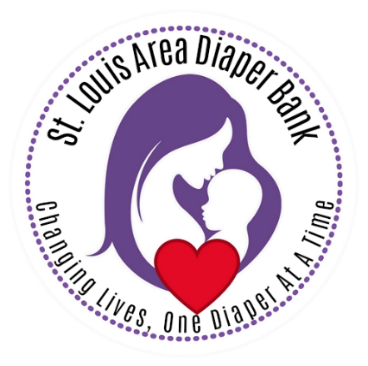 St. Louis Area Diaper Bank
Changing Lives, One Diaper At A Time